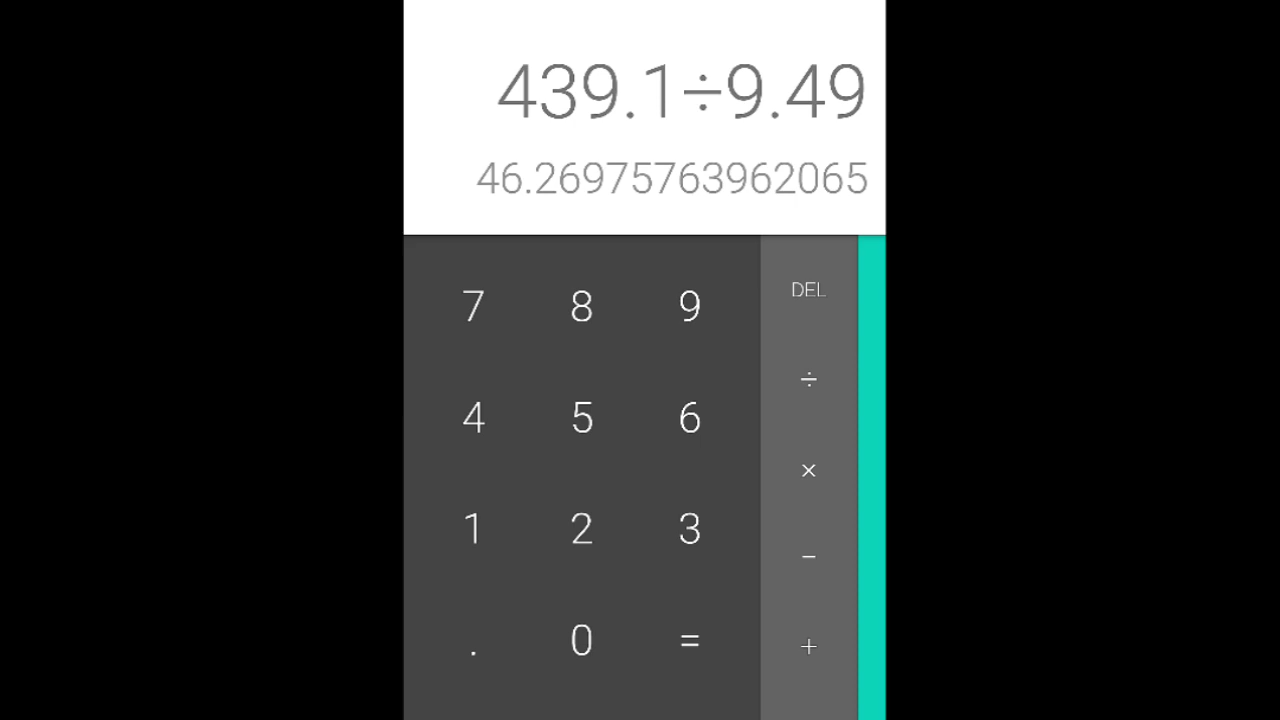 439.1÷9.49
46.26975763962065
7 8 9 DEL
÷
4 5 6
×
1 2 3
−
. 0 = +